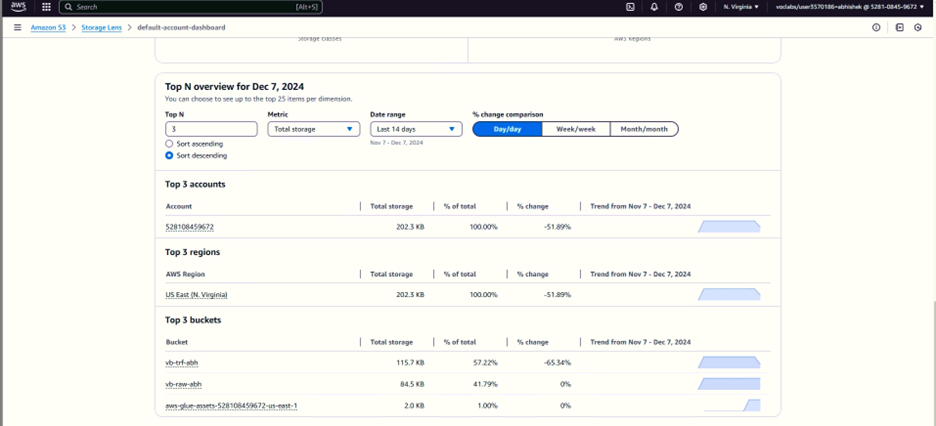 aws Search [Alt+S] N. Virginia voclabs/user3570186=abhishek @ 5281-0845-9672
Amazon S3 > Storage Lens > default-account-dashboard
Storage classes AWS Regions
Top N overview for Dec 7, 2024
You can choose to see up to the top 25 items per dimension.
Top N Metric Date range % change comparison
3 Total storage Last 14 days Day/day Week/week Month/month
Sort ascending Nov 7 - Dec 7, 2024
Sort descending
Top 3 accounts
Account Total storage % of total % change Trend from Nov 7 - Dec 7, 2024
528108459672 202.3 KB 100.00% -51.89%
Top 3 regions
AWS Region Total storage % of total % change Trend from Nov 7 - Dec 7, 2024
US East (N. Virginia) 202.3 KB 100.00% -51.89%
Top 3 buckets
Bucket Total storage % of total % change Trend from Nov 7 - Dec 7, 2024
vb-trf-abh 115.7 KB 57.22% -65.34%
vb-raw-abh 84.5 KB 41.79% 0%
aws-glue-assets-528108459672-us-east-1 2.0 KB 1.00% 0%